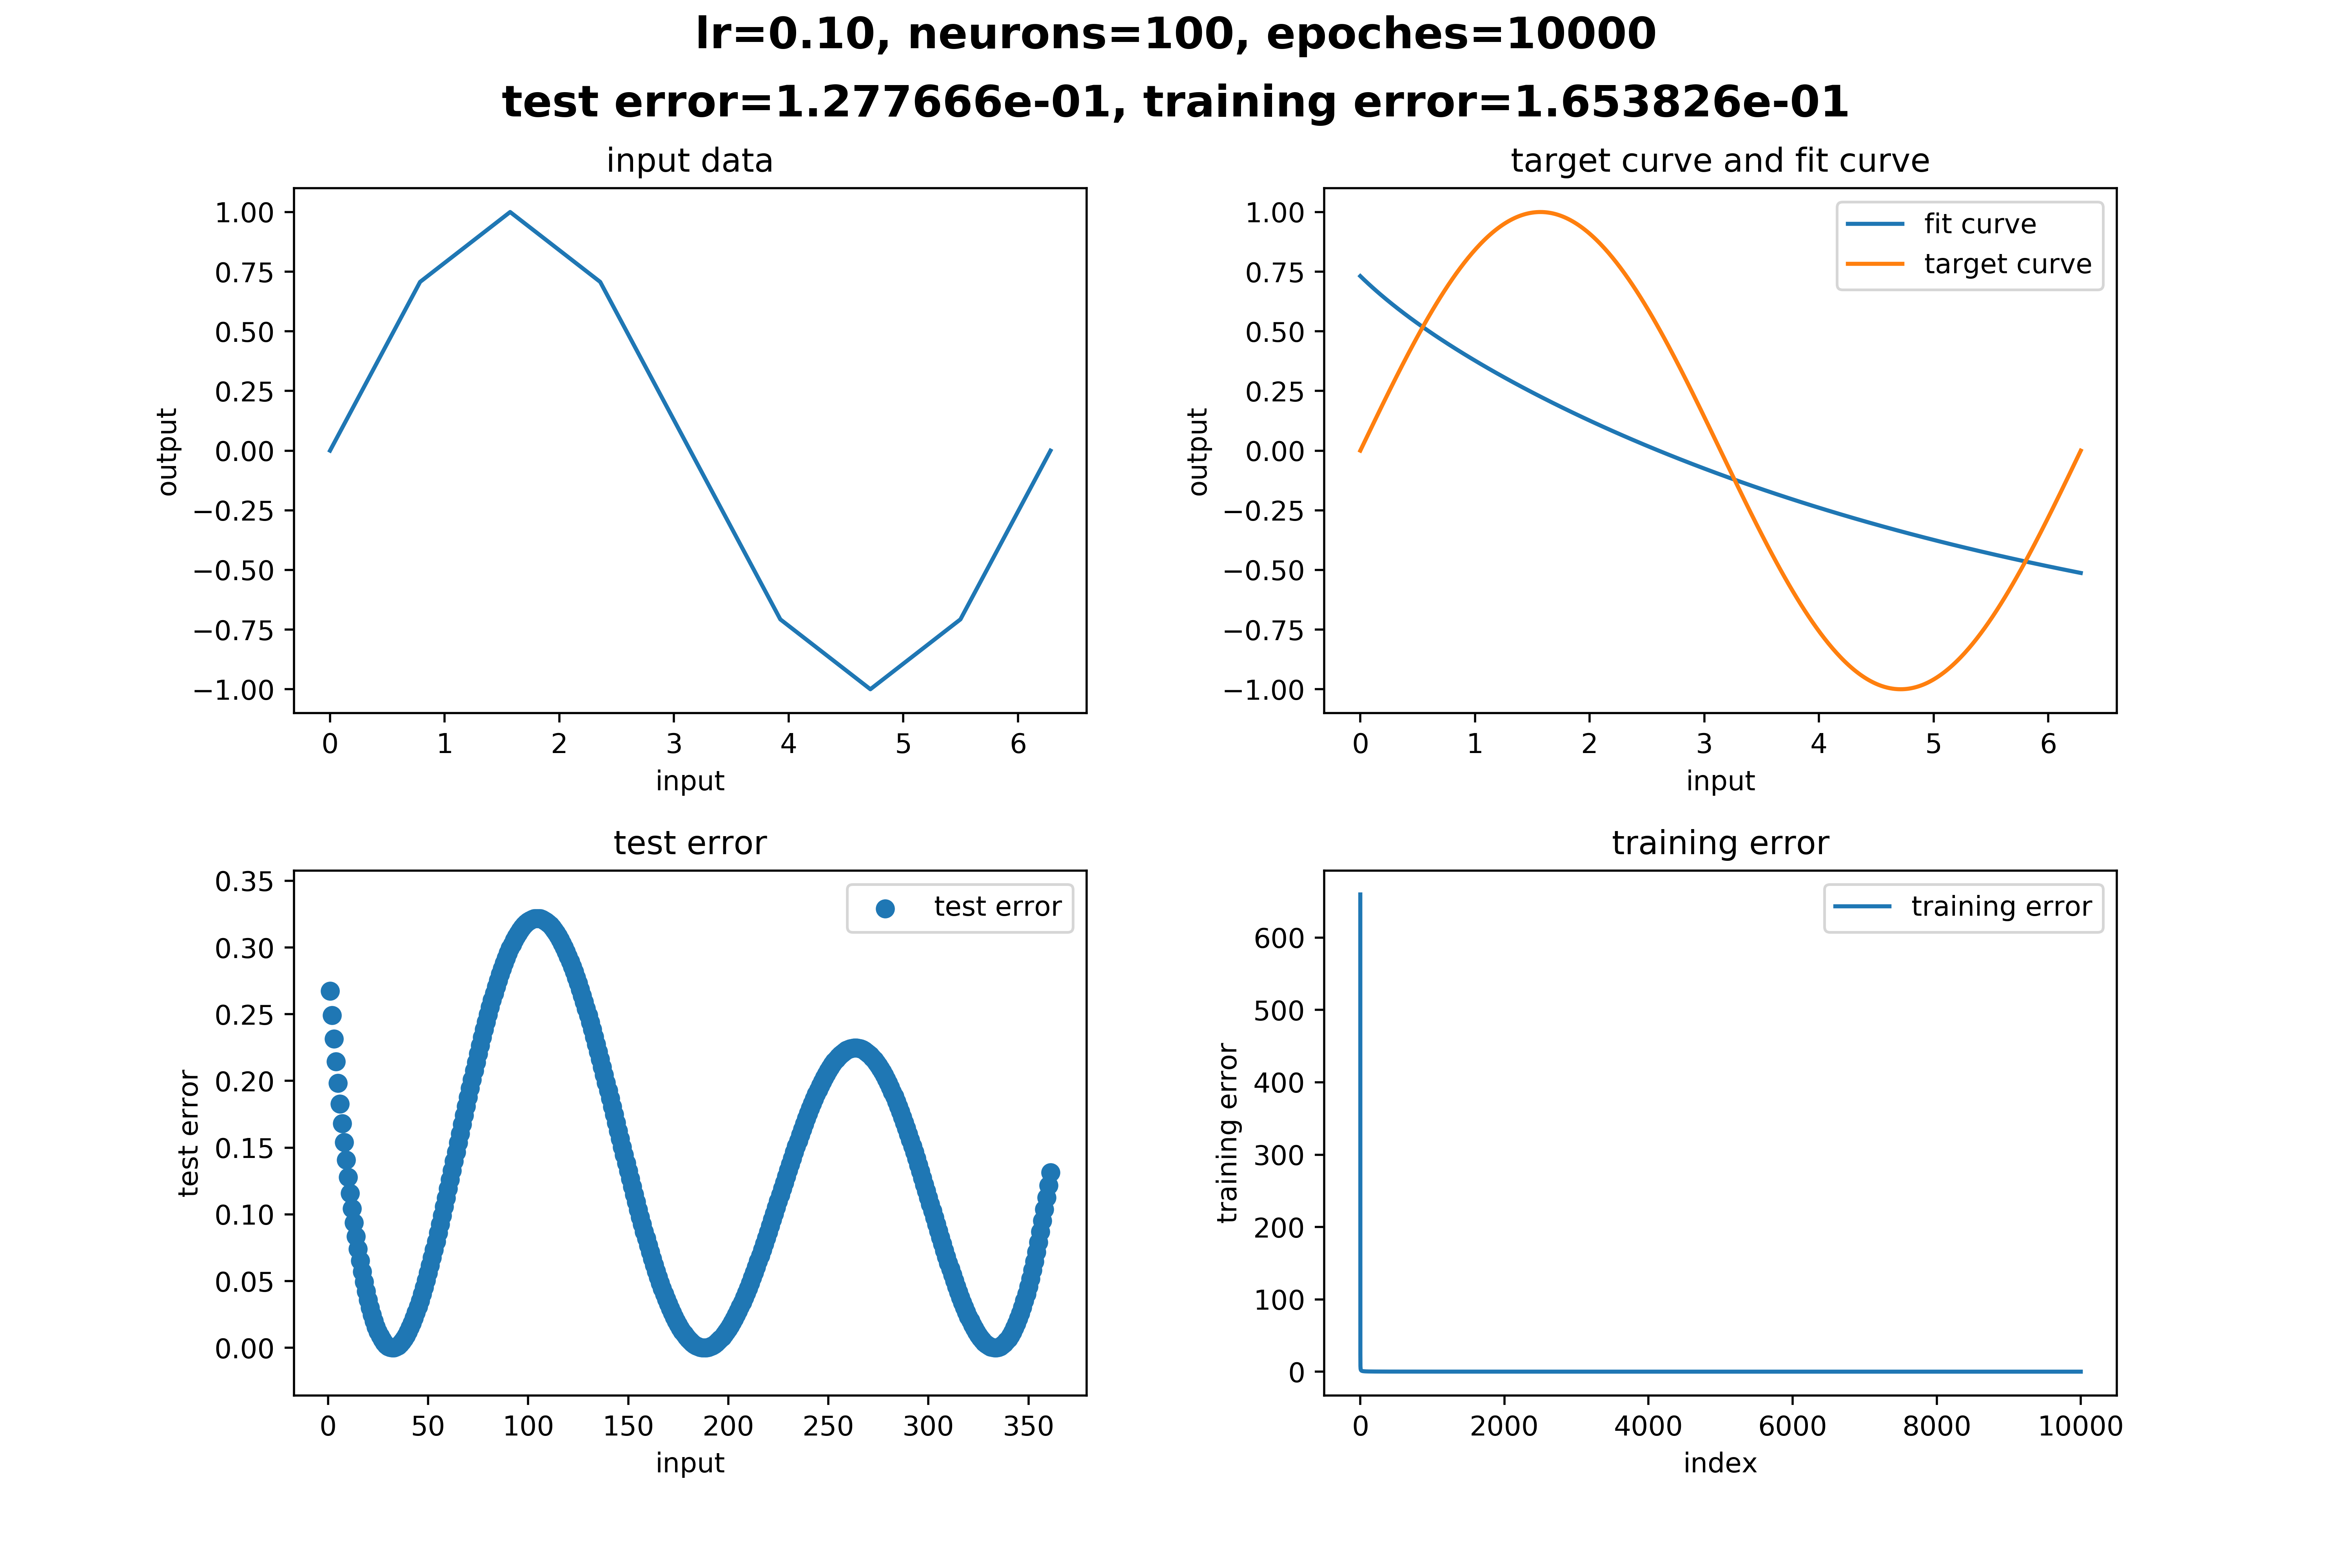 lr=0.10, neurons=100, epoches=10000
test error=1.277666e-01, training error=1.653826e-01
input data
1.00
0.75
0.50
0.25
0.00
−0.25
−0.50
−0.75
−1.00
output
0 1 2 3 4 5 6
input
target curve and fit curve
fit curve
target curve
1.00
0.75
0.50
0.25
0.00
−0.25
−0.50
−0.75
−1.00
output
0 1 2 3 4 5 6
input
test error
test error
0.35
0.30
0.25
0.20
0.15
0.10
0.05
0.00
test error
0 50 100 150 200 250 300 350
input
training error
training error
600
500
400
300
200
100
0
training error
0 2000 4000 6000 8000 10000
index